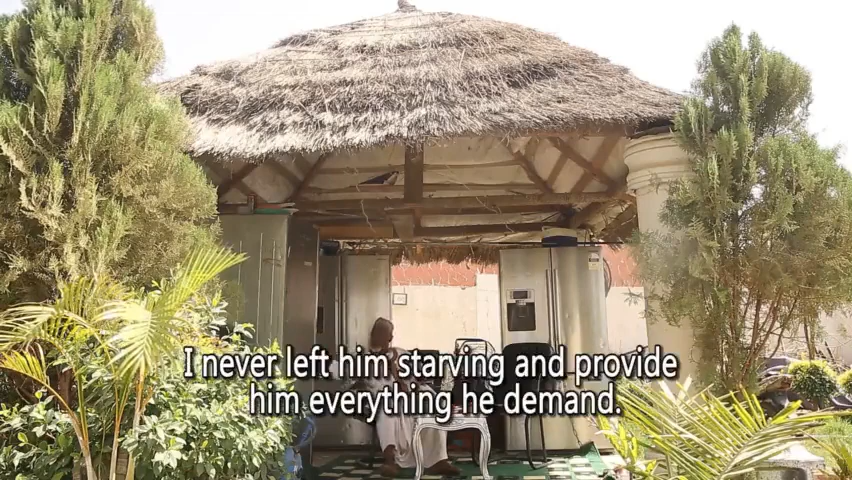 I never left him starving and provide
him everything he demand.